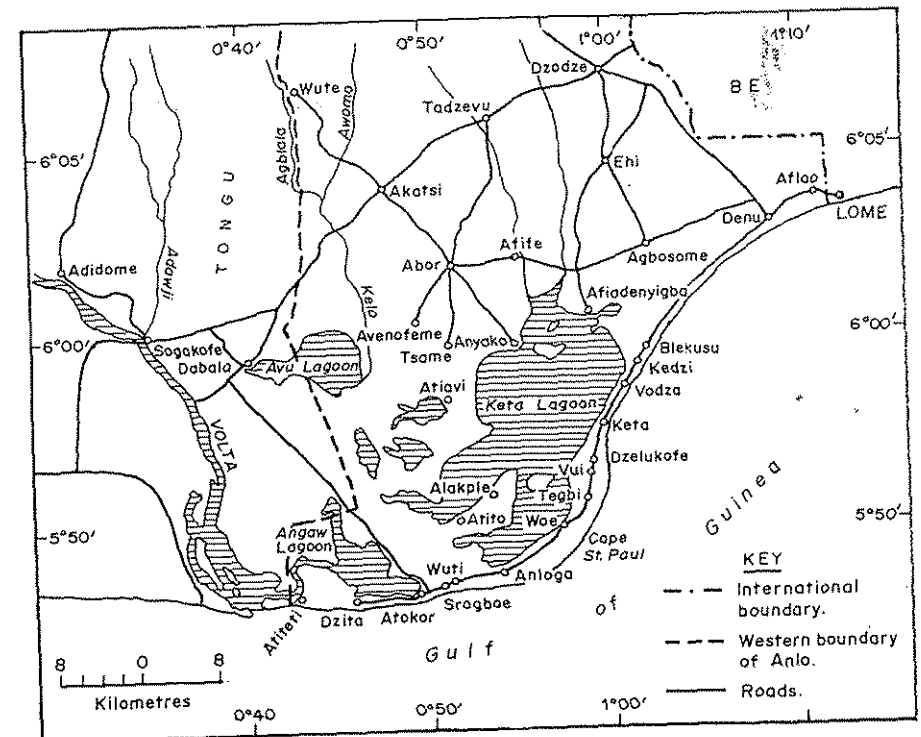 0°40'
0°50'
1°00'
1°10'
Dzodze
BE
Wute
Tadzevu
Awomo
Agblala
6°05'
6°05'
Ehi
Aflao
Akatsi
LOME
Denu
TONGU
Adawji
Afife
Agbosome
Abor
Adidome
Kelo
Afiadenyigba
Avenofeme
6°00'
6°00'
Sogakofe
Tsame
Anyako
Blekusu
Dabala
Avu Lagoon
Kedzi
Atiavi
Vodza
Keta Lagoon
Keta
VOLTA
Dzelukofe
Vui
Alakple
Tegbi
Guinea
Atito
Woe
5°50'
5°50'
Angaw
Lagoon
Cape
St. Paul
KEY
Wuti
Anloga
International
boundary.
Srogboe
of
Atiteti
Dzita
Atokor
Western boundary
of Anlo.
Gulf
8 0 8
Kilometres
Roads.
0°40'
0°50'
1°00'